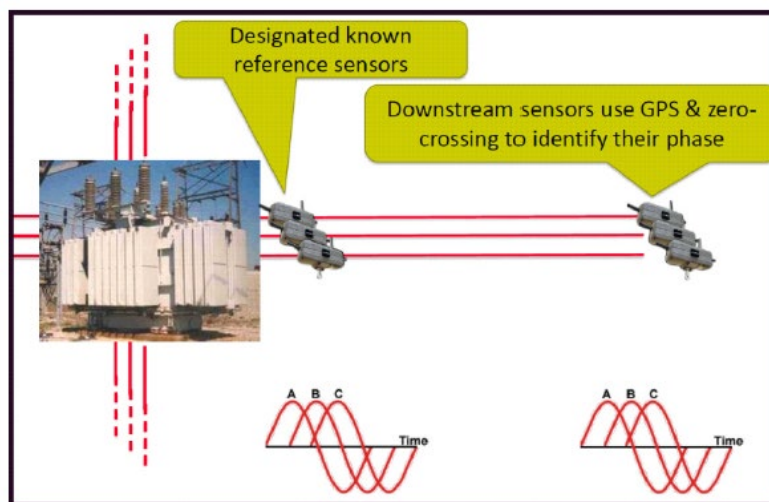 Designated known
reference sensors
Downstream sensors use GPS & zero-
crossing to identify their phase
A B C
Time
A B C
Time